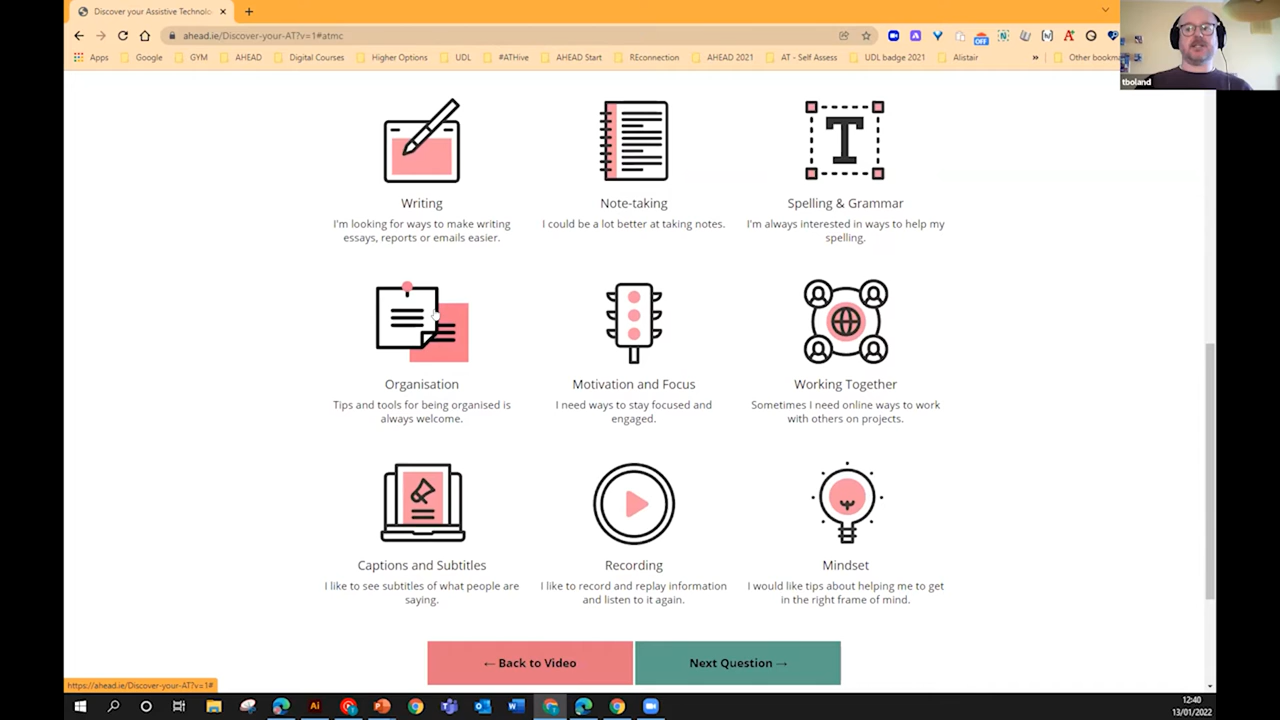 Discover your Assistive Technolo
ahead.ie/Discover-your-AT?v=1#atmc
Apps
Google
GYM
AHEAD
Digital Courses
Higher Options
UDL
#ATHive
AHEAD Start
REconnection
AHEAD 2021
AT - Self Assess
UDL badge 2021
Alistair
»
Other bookma
OFF
tboland
T
Writing
I'm looking for ways to make writing
essays, reports or emails easier.
Note-taking
I could be a lot better at taking notes.
Spelling & Grammar
I'm always interested in ways to help my
spelling.
Organisation
Tips and tools for being organised is
always welcome.
Motivation and Focus
I need ways to stay focused and
engaged.
Working Together
Sometimes I need online ways to work
with others on projects.
Captions and Subtitles
I like to see subtitles of what people are
saying.
Recording
I like to record and replay information
and listen to it again.
Mindset
I would like tips about helping me to get
in the right frame of mind.
← Back to Video
Next Question →
https://ahead.ie/Discover-your-AT?v=1#
12:40
13/01/2022